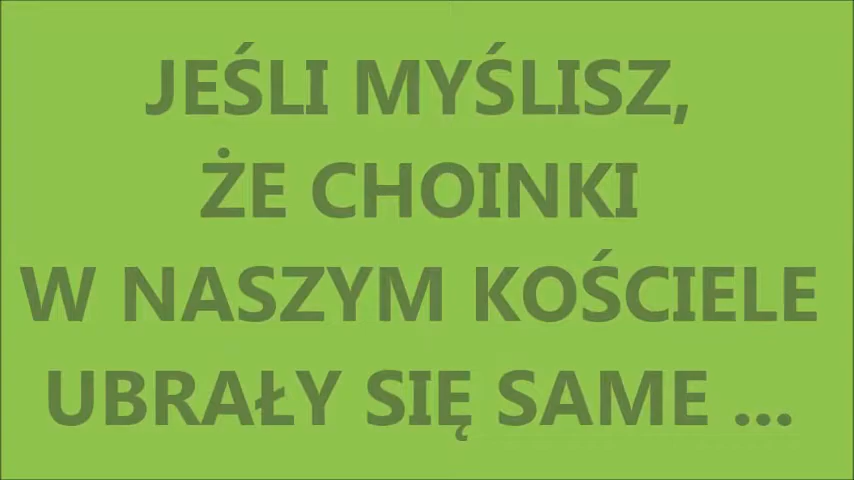 JEŚLI MYŚLISZ,
ŻE CHOINKI
W NASZYM KOŚCIELE
UBRAŁY SIĘ SAME ...